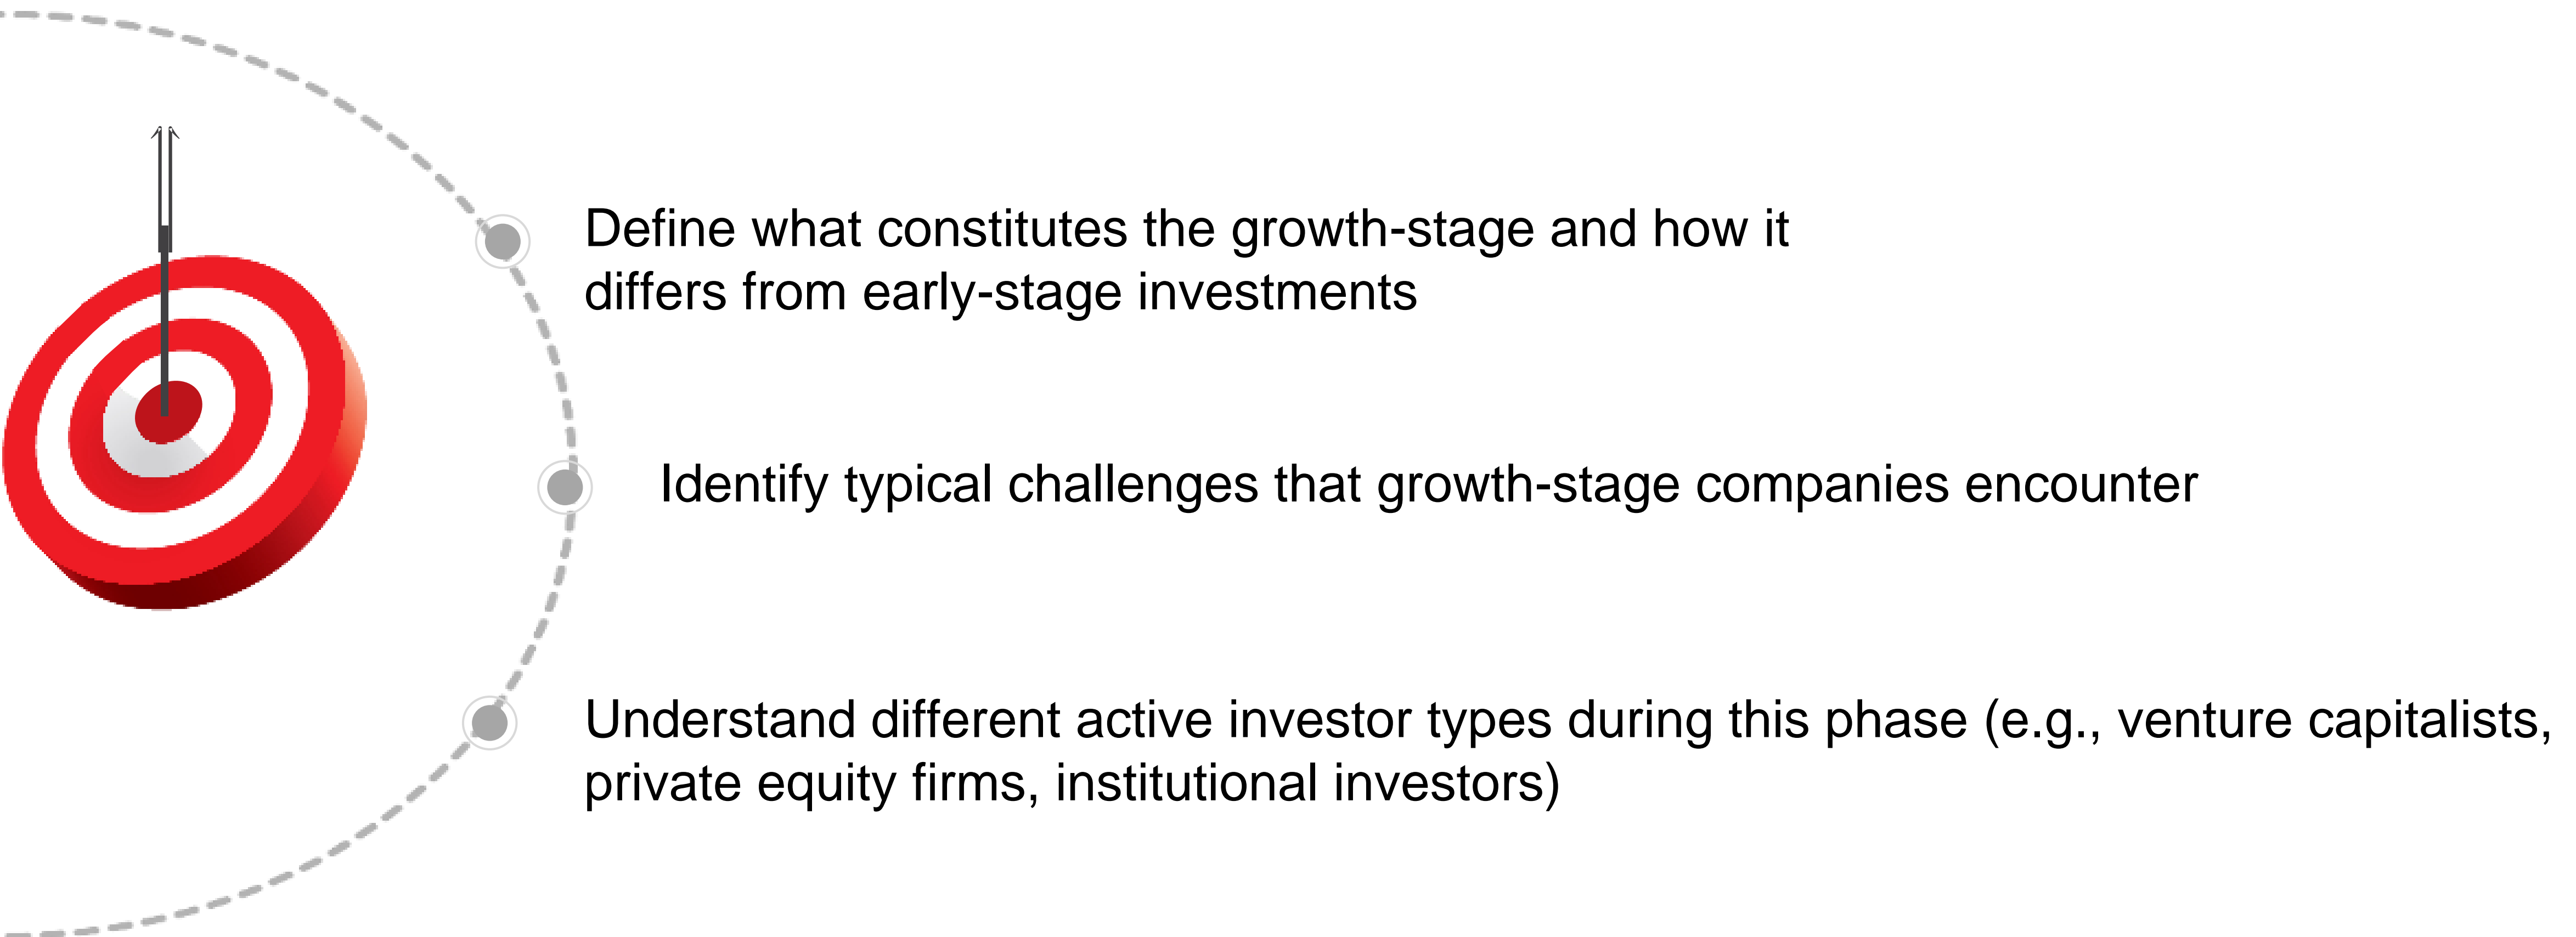 Define what constitutes the growth-stage and how it
differs from early-stage investments
Identify typical challenges that growth-stage companies encounter
Understand different active investor types during this phase (e.g., venture capitalists,
private equity firms, institutional investors)